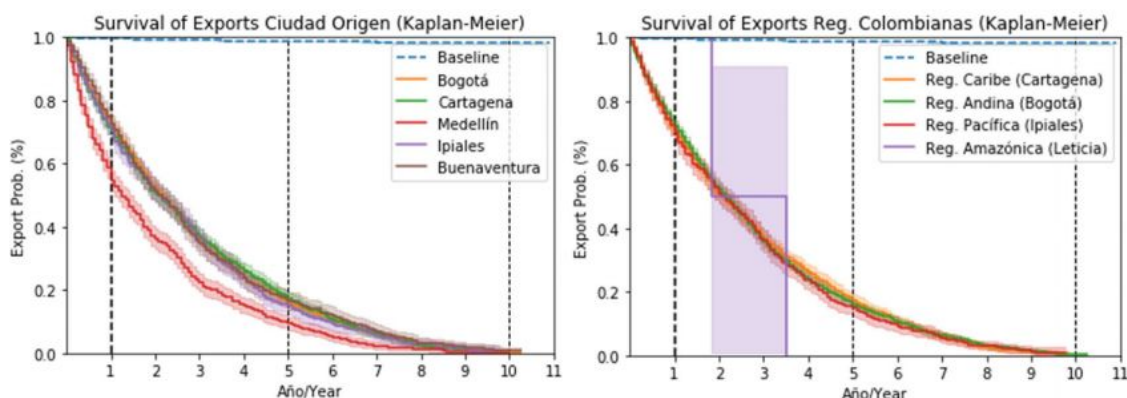 Survival of Exports Ciudad Origen (Kaplan-Meier)
Export Prob. (%)
1.0
0.8
0.6
0.4
0.2
0.0
Baseline
Bogotá
Cartagena
Medellín
Ipiales
Buenaventura
1 2 3 4 5 6 7 8 9 10 11
Año/Year
Survival of Exports Reg. Colombianas (Kaplan-Meier)
Export Prob. (%)
1.0
0.8
0.6
0.4
0.2
0.0
Baseline
Reg. Caribe (Cartagena)
Reg. Andina (Bogotá)
Reg. Pacífica (Ipiales)
Reg. Amazónica (Leticia)
1 2 3 4 5 6 7 8 9 10 11
Año/Year